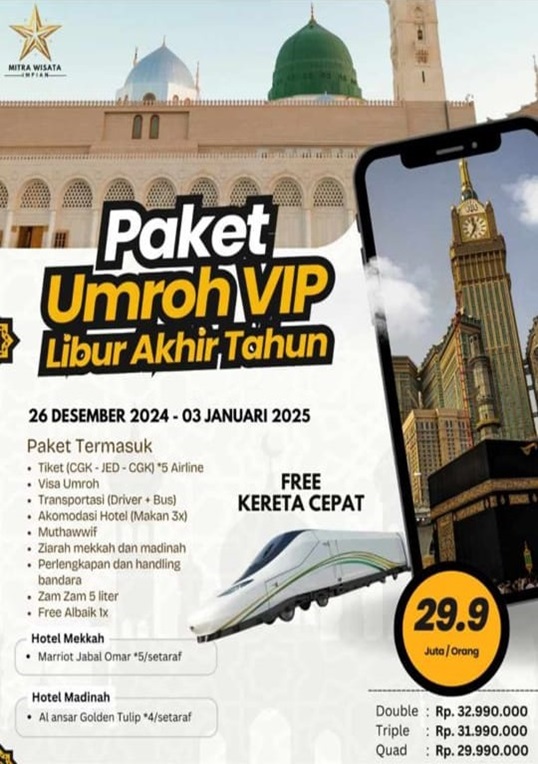 MITRA WISATA
IMPIAN
Paket
Umroh VIP
Libur Akhir Tahun
26 DESEMBER 2024 - 03 JANUARI 2025
Paket Termasuk
• Tiket (CGK - JED - CGK) *5 Airline
• Visa Umroh
• Transportasi (Driver + Bus)
• Akomodasi Hotel (Makan 3x)
• Muthawwif
• Ziarah mekkah dan madinah
• Perlengkapan dan handling
bandara
• Zam Zam 5 liter
• Free Albaik 1x
FREE
KERETA CEPAT
Hotel Mekkah
• Marriot Jabal Omar *5/setaraf
Hotel Madinah
• Al ansar Golden Tulip *4/setaraf
29.9
Juta/Orang
Double : Rp. 32.990.000
Triple : Rp. 31.990.000
Quad : Rp. 29.990.000